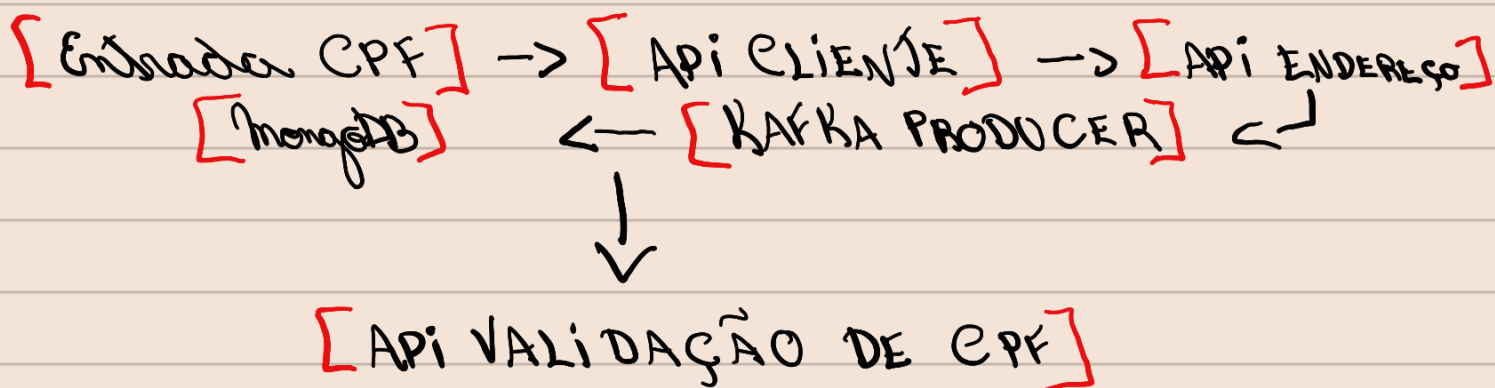 [Entrada CPF] -> [Api CLiENTE] -> [APi ENDEREço]
[MongoDB] <- [KAFKA PRODUCER] <-
[APi VALiDAÇÃO DE CPF]